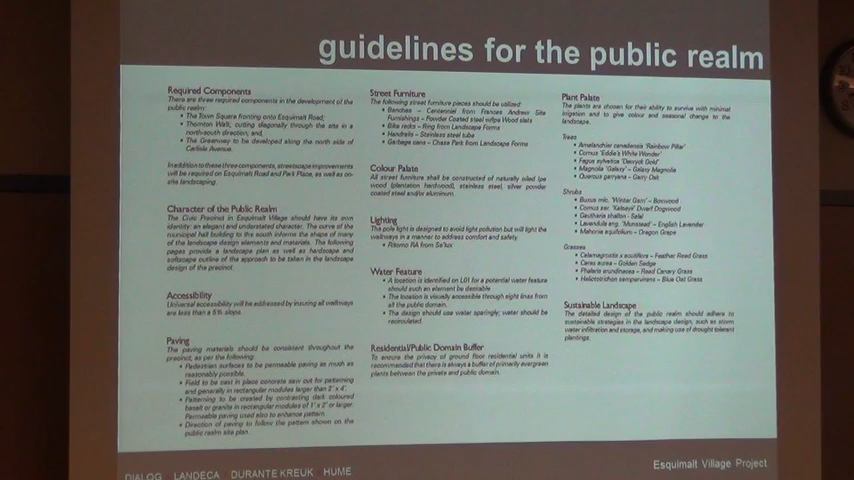 guidelines for the public realm
Required Components
There are three required components in the development of the
public realm:
• The Town Square fronting onto Esquimalt Road;
• Thornton Walk, cutting diagonally through the site in a
north-south direction; and,
• The Greenway to be developed along the north side of
Carlisle Avenue.
In addition to these three components, streetscape improvements
will be required on Esquimalt Road and Park Place, as well as on-
site landscaping.
Character of the Public Realm
The Civic Precinct in Esquimalt Village should have its own
identity: an elegant and understated character. The curve of the
municipal hall building to the south informs the shape of many
of the landscape design elements and materials. The following
pages provide a landscape plan as well as hardscape and
softscape outline of the approach to be taken in the landscape
design of the precinct.
Accessibility
Universal accessibility will be addressed by insuring all walkways
are less than a 5% slope.
Paving
The paving materials should be consistent throughout the
precinct, as per the following:
• Pedestrian surfaces to be permeable paving as much as
reasonably possible.
• Field to be cast in place concrete saw cut for patterning
and generally in rectangular modules larger than 2' x 4'.
• Patterning to be created by contrasting dark coloured
basalt or granite in rectangular modules of 1' x 2' or larger.
Permeable paving used also to enhance pattern.
• Direction of paving to follow the pattern shown on the
public realm site plan.
Street Furniture
The following street furniture pieces should be utilized:
• Benches - Centennial from Frances Andrew Site
Furnishings - Powder Coated steel w/Ipe Wood slats
• Bike racks - Ring from Landscape Forms
• Handrails - Stainless steel tube
• Garbage cans - Chase Park from Landscape Forms
Colour Palate
All street furniture shall be constructed of naturally oiled Ipe
wood (plantation hardwood), stainless steel, silver powder
coated steel and/or aluminum.
Lighting
The pole light is designed to avoid light pollution but will light the
walkways in a manner to address comfort and safety.
• Ritorno RA from Se'lux
Water Feature
• A location is identified on L01 for a potential water feature
should such an element be desirable
• The location is visually accessible through sight lines from
all the public domain.
• The design should use water sparingly; water should be
recirculated.
Residential/Public Domain Buffer
To ensure the privacy of ground floor residential units it is
recommended that there is always a buffer of primarily evergreen
plants between the private and public domain.
Plant Palate
The plants are chosen for their ability to survive with minimal
irrigation and to give colour and seasonal change to the
landscape.
Trees
• Amelanchier canadensis 'Rainbow Pillar'
• Cornus 'Eddie's White Wonder'
• Fagus sylvatica 'Dawyck Gold'
• Magnolia 'Galaxy' - Galaxy Magnolia
• Quercus garryana - Garry Oak
Shrubs
• Buxus mic. 'Winter Gem' - Boxwood
• Cornus ser. 'Kelseyii' Dwarf Dogwood
• Gaultheria shallon - Salal
• Lavendula ang. 'Munstead' - English Lavender
• Mahonia aquifolium - Oregon Grape
Grasses
• Calamagrostis x acutiflora - Feather Reed Grass
• Carex aurea - Golden Sedge
• Phalaris arundinacea - Reed Canary Grass
• Helictotrichon sempervirens - Blue Oat Grass
Sustainable Landscape
The detailed design of the public realm should adhere to
sustainable strategies in the landscape design, such as storm
water infiltration and storage, and making use of drought tolerant
plantings.
DIALOG LANDECA DURANTE KREUK HUME
Esquimalt Village Project